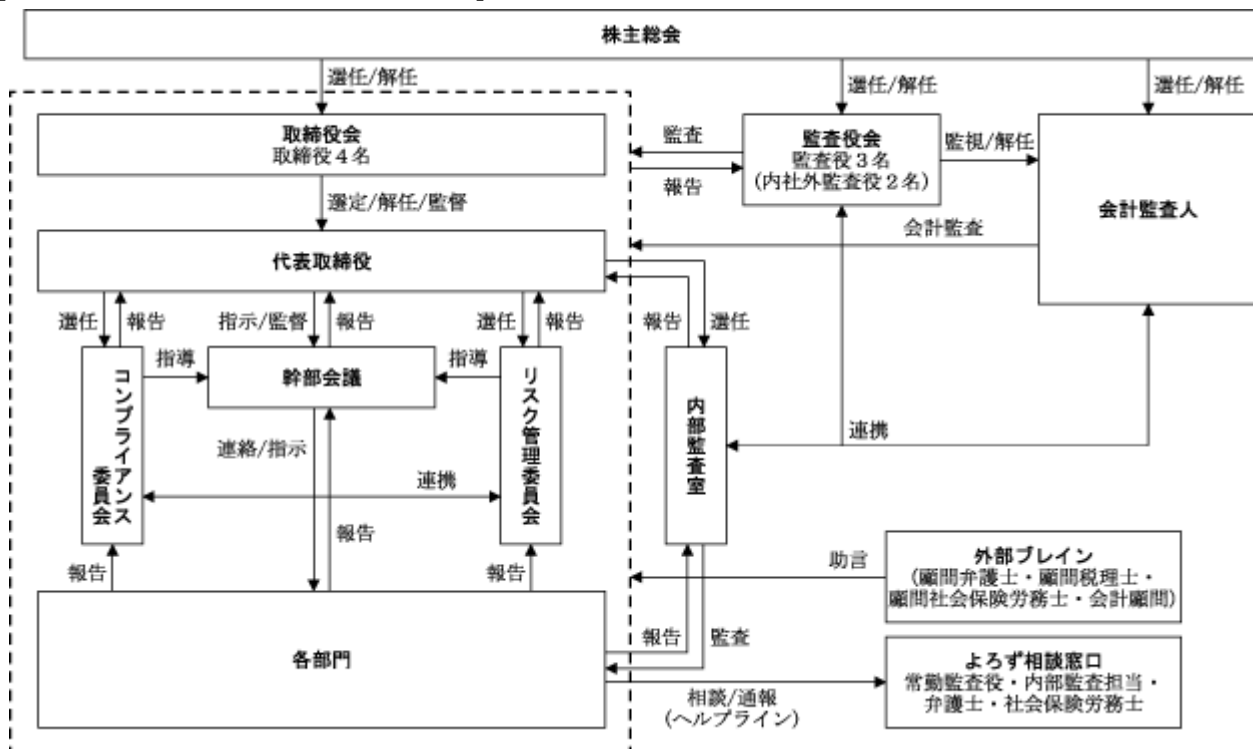 株主総会
選任/解任
選任/解任
選任/解任
取締役会
取締役４名
監査
報告
監査役会
監査役３名
(内社外監査役２名)
監視/解任
会計監査人
選定/解任/監督
会計監査
代表取締役
選任
報告
指示/監督
報告
選任
報告
報告
選任
コンプライアンス
委員会
指導
幹部会議
指導
リスク管理委員会
内部監査室
連絡/指示
連携
連携
報告
報告
報告
助言
外部ブレイン
(顧問弁護士・顧問税理士・
顧問社会保険労務士・会計顧問)
各部門
報告
監査
相談/通報
(ヘルプライン)
よろず相談窓口
常勤監査役・内部監査担当・
弁護士・社会保険労務士